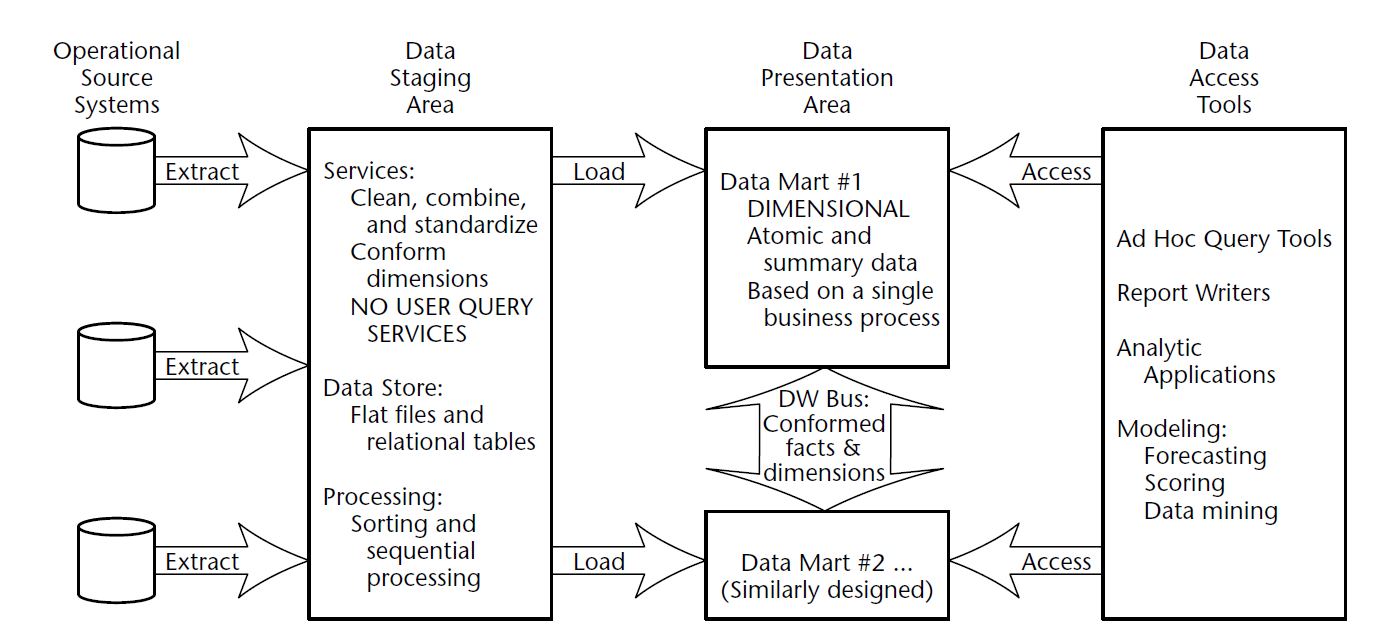 Operational
Source
Systems
Data
Staging
Area
Data
Presentation
Area
Data
Access
Tools
Extract
Extract
Extract
Services:
Clean, combine,
and standardize
Conform
dimensions
NO USER QUERY
SERVICES
Data Store:
Flat files and
relational tables
Processing:
Sorting and
sequential
processing
Load
Load
Data Mart #1
DIMENSIONAL
Atomic and
summary data
Based on a single
business process
DW Bus:
Conformed
facts &
dimensions
Data Mart #2 ...
(Similarly designed)
Access
Access
Ad Hoc Query Tools
Report Writers
Analytic
Applications
Modeling:
Forecasting
Scoring
Data mining